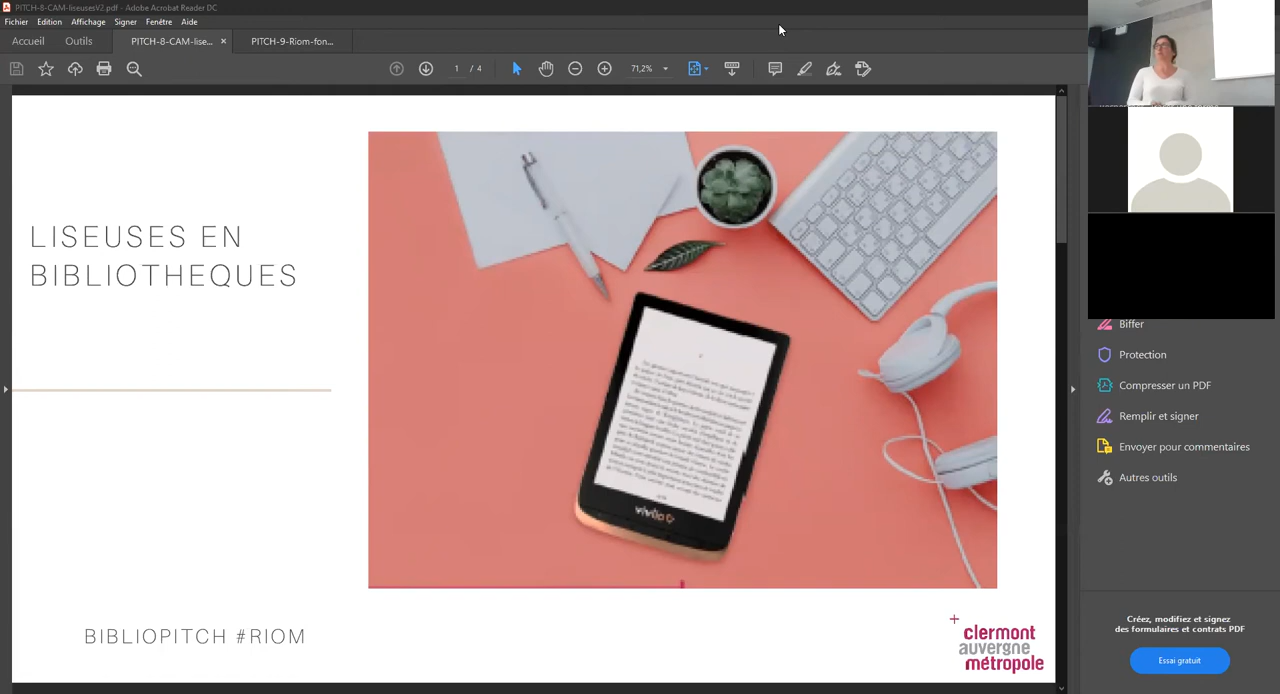 PITCH-8-CAM-liseusesV2.pdf - Adobe Acrobat Reader DC
Fichier Edition Affichage Signer Fenêtre Aide
Accueil Outils PITCH-8-CAM-lise... × PITCH-9-Riom-fon...
1 / 4 71,2%
LISEUSES EN
BIBLIOTHEQUES
BIBLIOPITCH #RIOM
vivlio
+
clermont
auvergne
métropole
Biffer
Protection
Compresser un PDF
Remplir et signer
Envoyer pour commentaires
Autres outils
Créez, modifiez et signez
des formulaires et contrats PDF
Essai gratuit